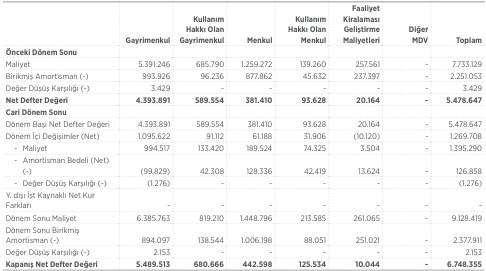 Gayrimenkul Kullanım Hakkı Olan Gayrimenkul Menkul Kullanım Hakkı Olan Menkul Faaliyet Kiralaması Geliştirme Maliyetleri Diğer MDV Toplam
Önceki Dönem Sonu
Maliyet 5.391.246 685.790 1.259.272 139.260 257.561 - 7.733.129
Birikmiş Amortisman (-) 993.926 96.236 877.862 45.632 237.397 - 2.251.053
Değer Düşüş Karşılığı (-) 3.429 - - - - - 3.429
Net Defter Değeri 4.393.891 589.554 381.410 93.628 20.164 - 5.478.647
Cari Dönem Sonu
Dönem Başı Net Defter Değeri 4.393.891 589.554 381.410 93.628 20.164 - 5.478.647
Dönem İçi Değişimler (Net) 1.095.622 91.112 61.188 31.906 (10.120) - 1.269.708
- Maliyet 994.517 133.420 189.524 74.325 3.504 - 1.395.290
- Amortisman Bedeli (Net)
(-) (99.829) 42.308 128.336 42.419 13.624 - 126.858
- Değer Düşüş Karşılığı (-) (1.276) - - - - - (1.276)
Y. dışı İşt Kaynaklı Net Kur
Farkları - - - - - - -
Dönem Sonu Maliyet 6.385.763 819.210 1.448.796 213.585 261.065 - 9.128.419
Dönem Sonu Birikmiş
Amortisman (-) 894.097 138.544 1.006.198 88.051 251.021 - 2.377.911
Değer Düşüş Karşılığı (-) 2.153 - - - - - 2.153
Kapanış Net Defter Değeri 5.489.513 680.666 442.598 125.534 10.044 - 6.748.355